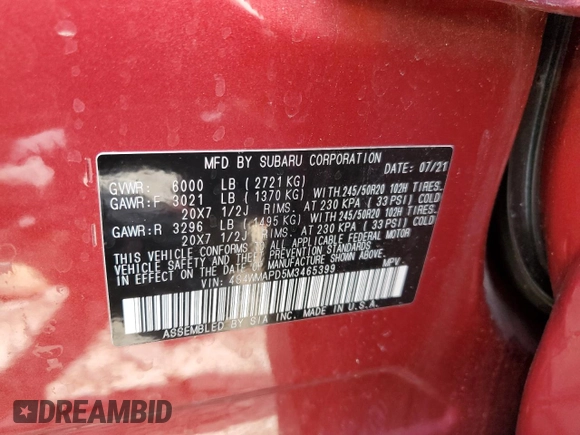 MFD BY SUBARU CORPORATION
DATE: 07/21
GVWR: 6000 LB (2721 KG)
GAWR:F 3021 LB (1370 KG) WITH 245/50R20 102H TIRES.
20X7 1/2J RIMS. AT 230 KPA (33 PSI) COLD
GAWR:R 3296 LB (1495 KG) WITH 245/50R20 102H TIRES.
20X7 1/2J RIMS. AT 230 KPA (33 PSI) COLD
THIS VEHICLE CONFORMS TO ALL APPLICABLE FEDERAL MOTOR
VEHICLE SAFETY AND THEFT PREVENTION STANDARDS
IN EFFECT ON THE DATE OF MANUFACTURE SHOWN ABOVE.
VIN: 4S4WMAPD5M3465399 MPV
ASSEMBLED BY SIA INC. MADE IN U.S.A.
DREAMBID